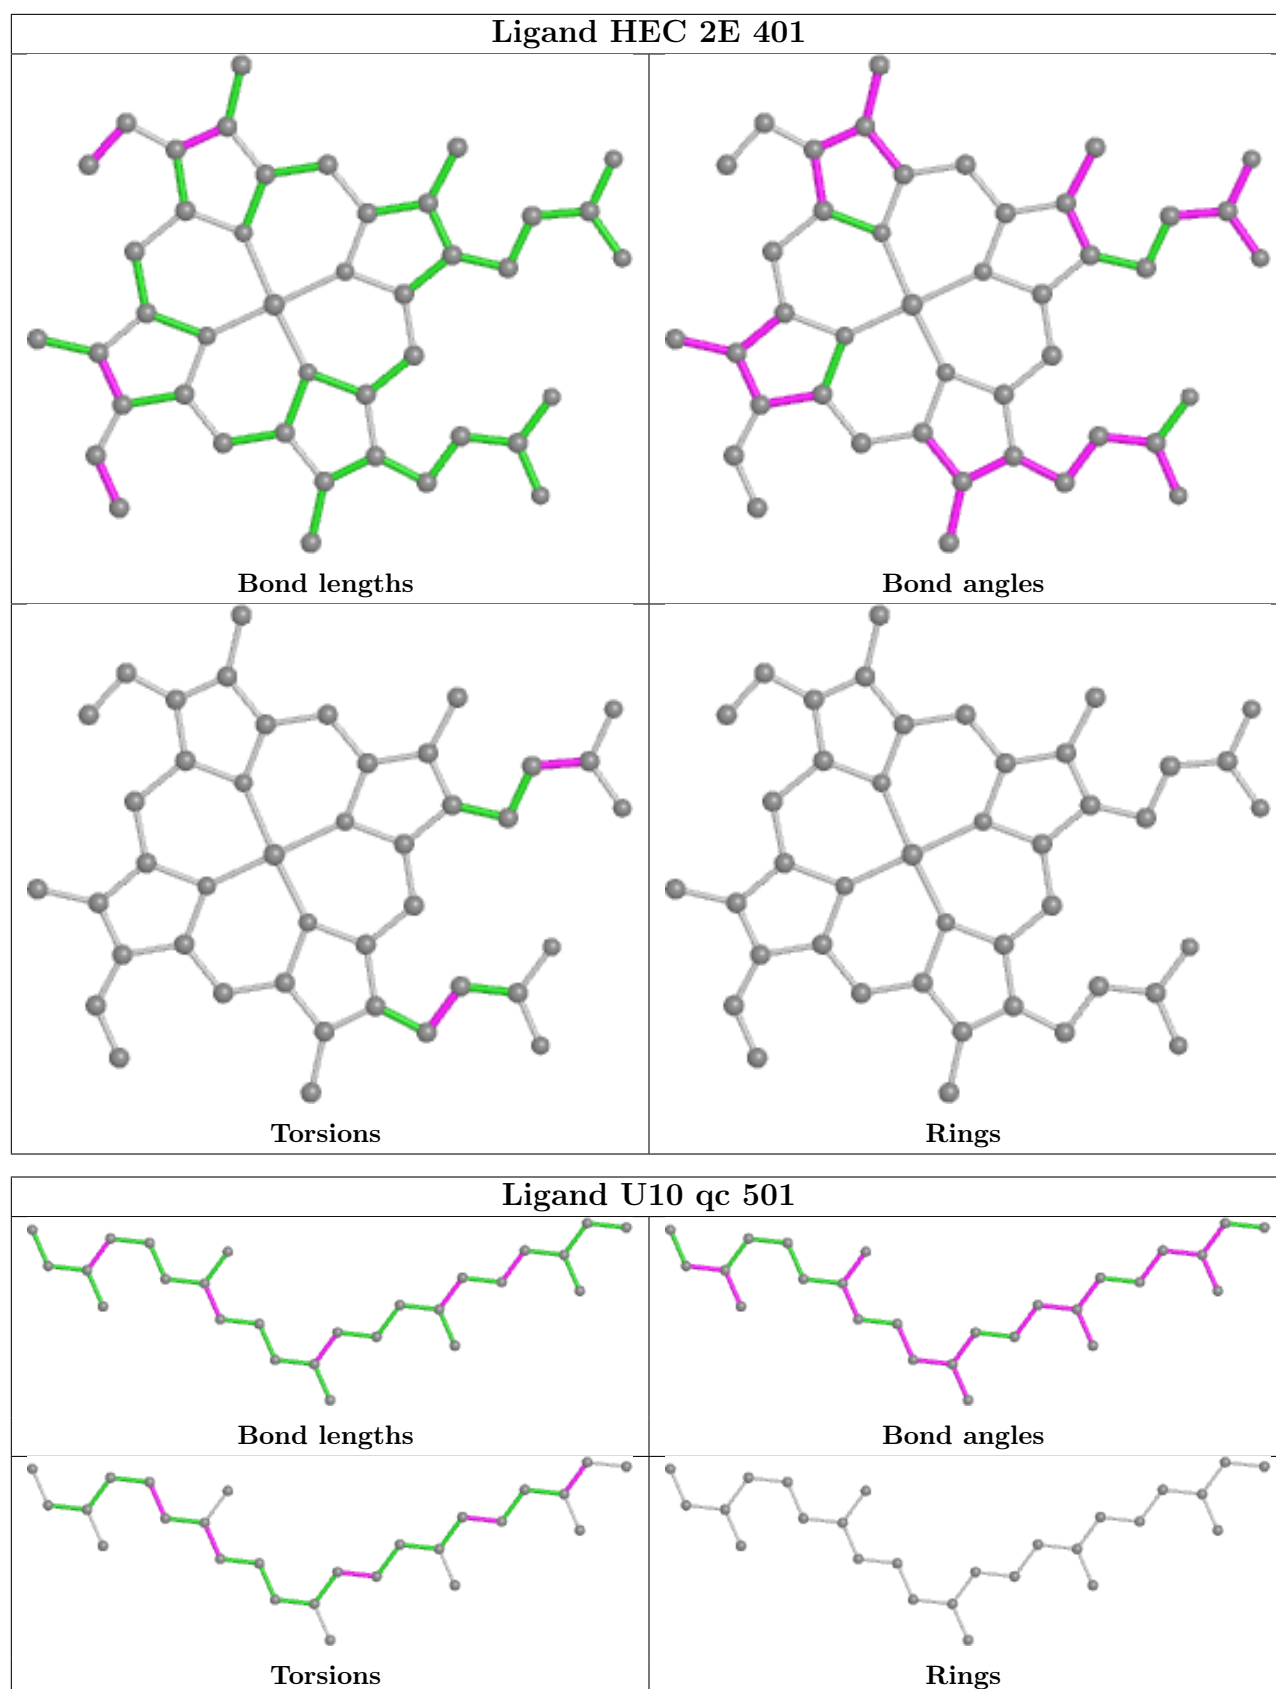 Ligand HEC 2E 401
Bond lengths
Bond angles
Torsions
Rings
Ligand U10 qc 501
Bond lengths
Bond angles
Torsions
Rings